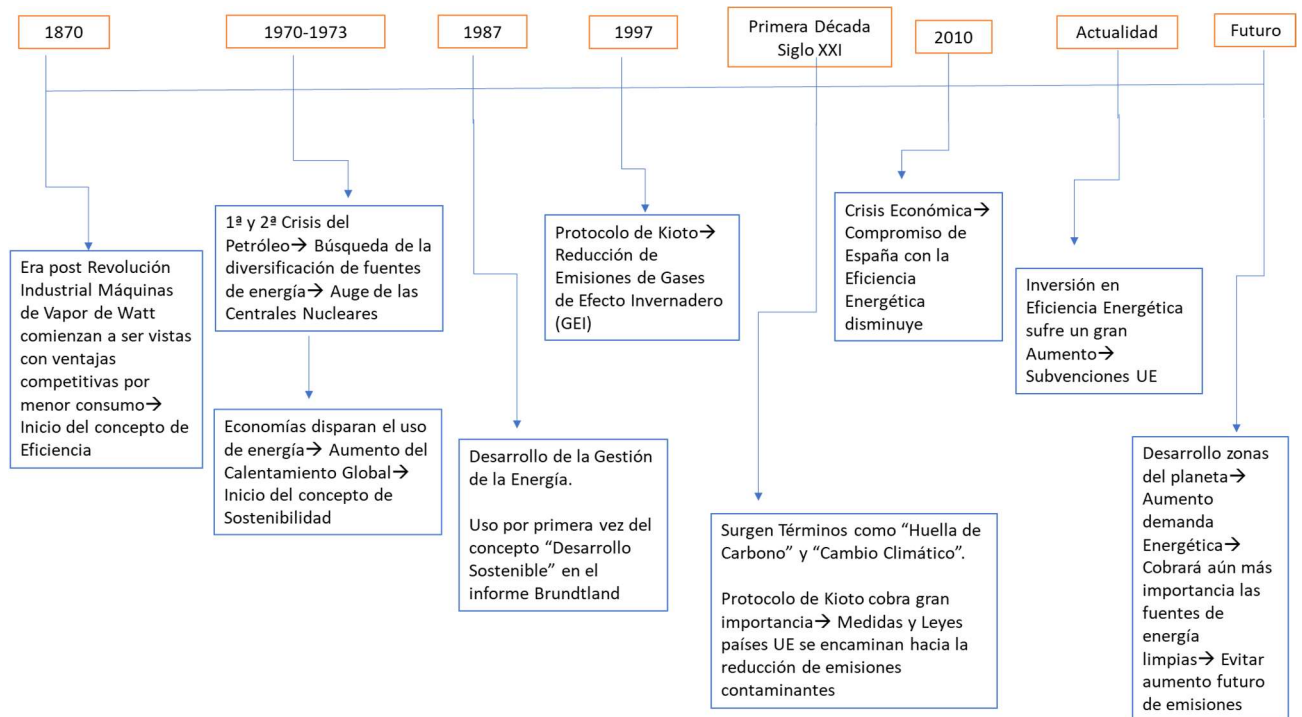 1870
1970-1973
1987
1997
Primera Década
Siglo XXI
2010
Actualidad
Futuro
Era post Revolución
Industrial Máquinas
de Vapor de Watt
comienzan a ser vistas
con ventajas
competitivas por
menor consumo→
Inicio del concepto de
Eficiencia
1ª y 2ª Crisis del
Petróleo→ Búsqueda de la
diversificación de fuentes
de energía→ Auge de las
Centrales Nucleares
Economías disparan el uso
de energía→ Aumento del
Calentamiento Global→
Inicio del concepto de
Sostenibilidad
Desarrollo de la Gestión
de la Energía.
Uso por primera vez del
concepto “Desarrollo
Sostenible” en el
informe Brundtland
Protocolo de Kioto→
Reducción de
Emisiones de Gases
de Efecto Invernadero
(GEI)
Surgen Términos como “Huella de
Carbono” y “Cambio Climático”.
Protocolo de Kioto cobra gran
importancia→ Medidas y Leyes
países UE se encaminan hacia la
reducción de emisiones
contaminantes
Crisis Económica→
Compromiso de
España con la
Eficiencia
Energética
disminuye
Inversión en
Eficiencia Energética
sufre un gran
Aumento→
Subvenciones UE
Desarrollo zonas
del planeta→
Aumento
demanda
Energética→
Cobrará aún más
importancia las
fuentes de
energía
limpias→ Evitar
aumento futuro
de emisiones